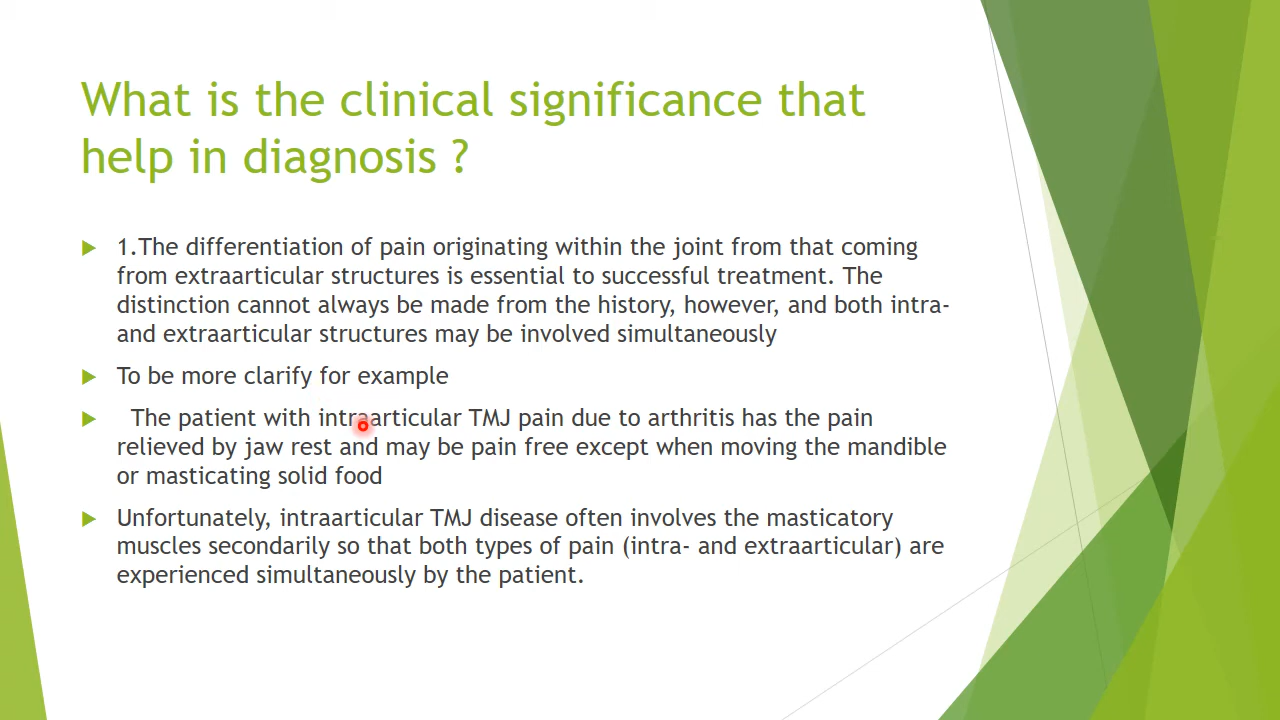 What is the clinical significance that
help in diagnosis ?
1.The differentiation of pain originating within the joint from that coming
from extraarticular structures is essential to successful treatment. The
distinction cannot always be made from the history, however, and both intra-
and extraarticular structures may be involved simultaneously
To be more clarify for example
The patient with intraarticular TMJ pain due to arthritis has the pain
relieved by jaw rest and may be pain free except when moving the mandible
or masticating solid food
Unfortunately, intraarticular TMJ disease often involves the masticatory
muscles secondarily so that both types of pain (intra- and extraarticular) are
experienced simultaneously by the patient.